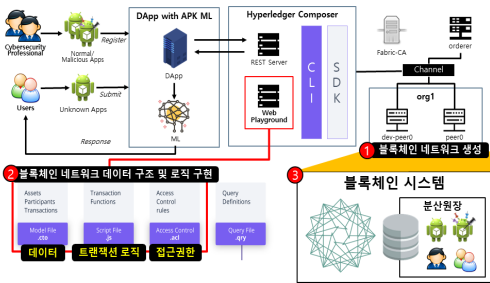 DApp with APK ML
Hyperledger Composer
Cybersecurity
Professional
Normal/
Malicious Apps
Register
DApp
REST Server
CLI
SDK
Fabric-CA
orderer
Channel
Users
Unknown Apps
Submit
ML
Response
Web
Playground
org1
dev-peer0
peer0
1 블록체인 네트워크 생성
2 블록체인 네트워크 데이터 구조 및 로직 구현
Assets
Participants
Transactions
Model File
.cto
데이터
Transaction
Functions
Script File
.js
트랜잭션 로직
Access
Control
rules
Access Control
.acl
접근권한
Query
Definitions
Query File
.qry
3
블록체인 시스템
분산원장